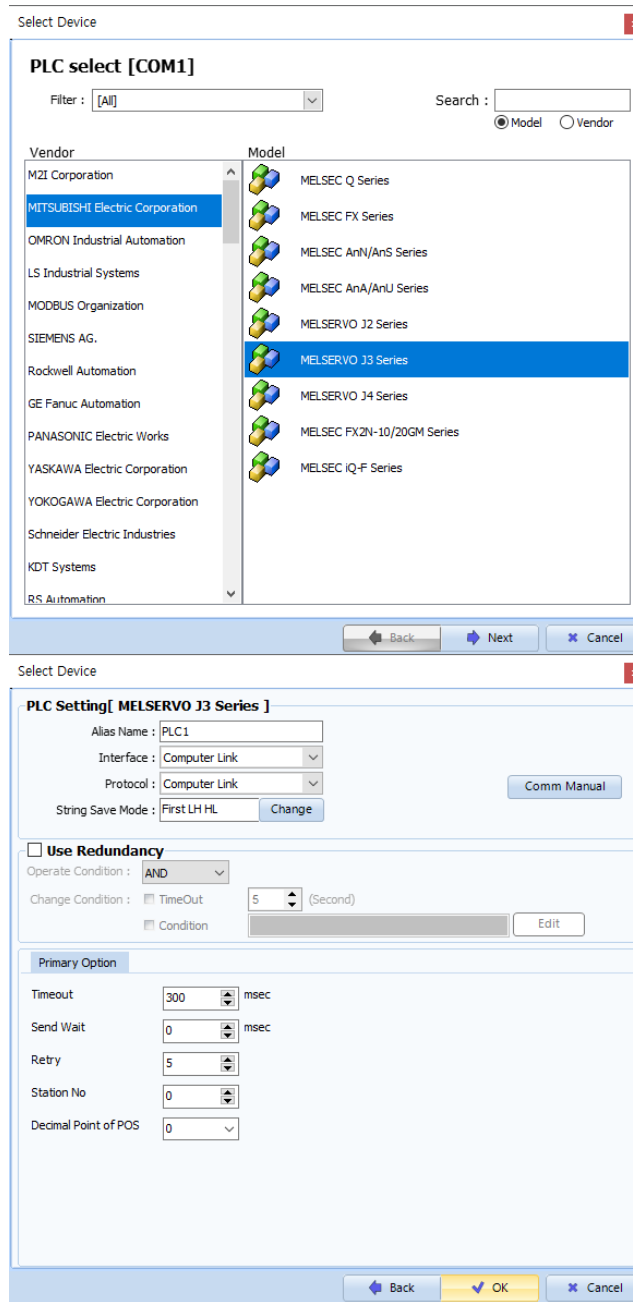 Select Device
PLC select [COM1]
Filter : [All]
Search :
Model Vendor
Vendor
M2I Corporation
MITSUBISHI Electric Corporation
OMRON Industrial Automation
LS Industrial Systems
MODBUS Organization
SIEMENS AG.
Rockwell Automation
GE Fanuc Automation
PANASONIC Electric Works
YASKAWA Electric Corporation
YOKOGAWA Electric Corporation
Schneider Electric Industries
KDT Systems
RS Automation
Model
MELSEC Q Series
MELSEC FX Series
MELSEC AnN/AnS Series
MELSEC AnA/AnU Series
MELSERVO J2 Series
MELSERVO J3 Series
MELSERVO J4 Series
MELSEC FX2N-10/20GM Series
MELSEC iQ-F Series
Back Next Cancel
Select Device
PLC Setting[ MELSERVO J3 Series ]
Alias Name : PLC1
Interface : Computer Link
Protocol : Computer Link
Comm Manual
String Save Mode : First LH HL Change
Use Redundancy
Operate Condition : AND
Change Condition : TimeOut 5 (Second)
Condition Edit
Primary Option
Timeout 300 msec
Send Wait 0 msec
Retry 5
Station No 0
Decimal Point of POS 0
Back OK Cancel